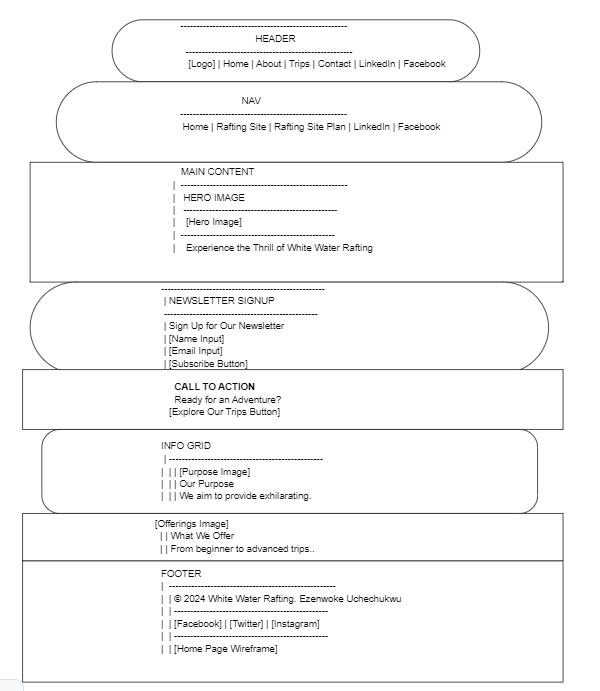 HEADER
[Logo] | Home | About | Trips | Contact | LinkedIn | Facebook
NAV
Home | Rafting Site | Rafting Site Plan | LinkedIn | Facebook
MAIN CONTENT
| ----------------------------------------------------
| HERO IMAGE
| ------------------------------------------------
| [Hero Image]
| ------------------------------------------------
| Experience the Thrill of White Water Rafting
| NEWSLETTER SIGNUP
| Sign Up for Our Newsletter
| [Name Input]
| [Email Input]
| [Subscribe Button]
CALL TO ACTION
Ready for an Adventure?
[Explore Our Trips Button]
INFO GRID
| ------------------------------------------------
| | | [Purpose Image]
| | | Our Purpose
| | | We aim to provide exhilarating.
[Offerings Image]
| | What We Offer
| | From beginner to advanced trips..
FOOTER
| ----------------------------------------------------
| | © 2024 White Water Rafting. Ezenwoke Uchechukwu
| | ------------------------------------------------
| | [Facebook] | [Twitter] | [Instagram]
| | ------------------------------------------------
| | [Home Page Wireframe]